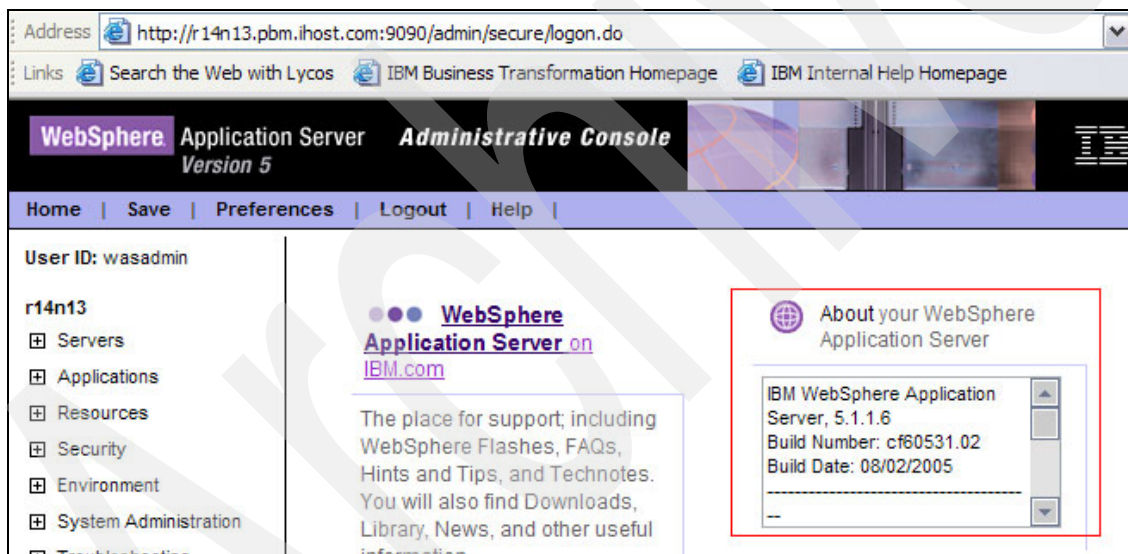 Address http://r14n13.pbm.ihost.com:9090/admin/secure/logon.do
Links Search the Web with Lycos IBM Business Transformation Homepage IBM Internal Help Homepage
WebSphere Application Server Administrative Console
Version 5
IBM
Home | Save | Preferences | Logout | Help |
User ID: wasadmin
r14n13
Servers
Applications
Resources
Security
Environment
System Administration
Troubleshooting
WebSphere
Application Server on
IBM.com
The place for support; including
WebSphere Flashes, FAQs,
Hints and Tips, and Technotes.
You will also find Downloads,
Library, News, and other useful
information.
About your WebSphere
Application Server
IBM WebSphere Application
Server, 5.1.1.6
Build Number: cf60531.02
Build Date: 08/02/2005
-------------------------------------
--